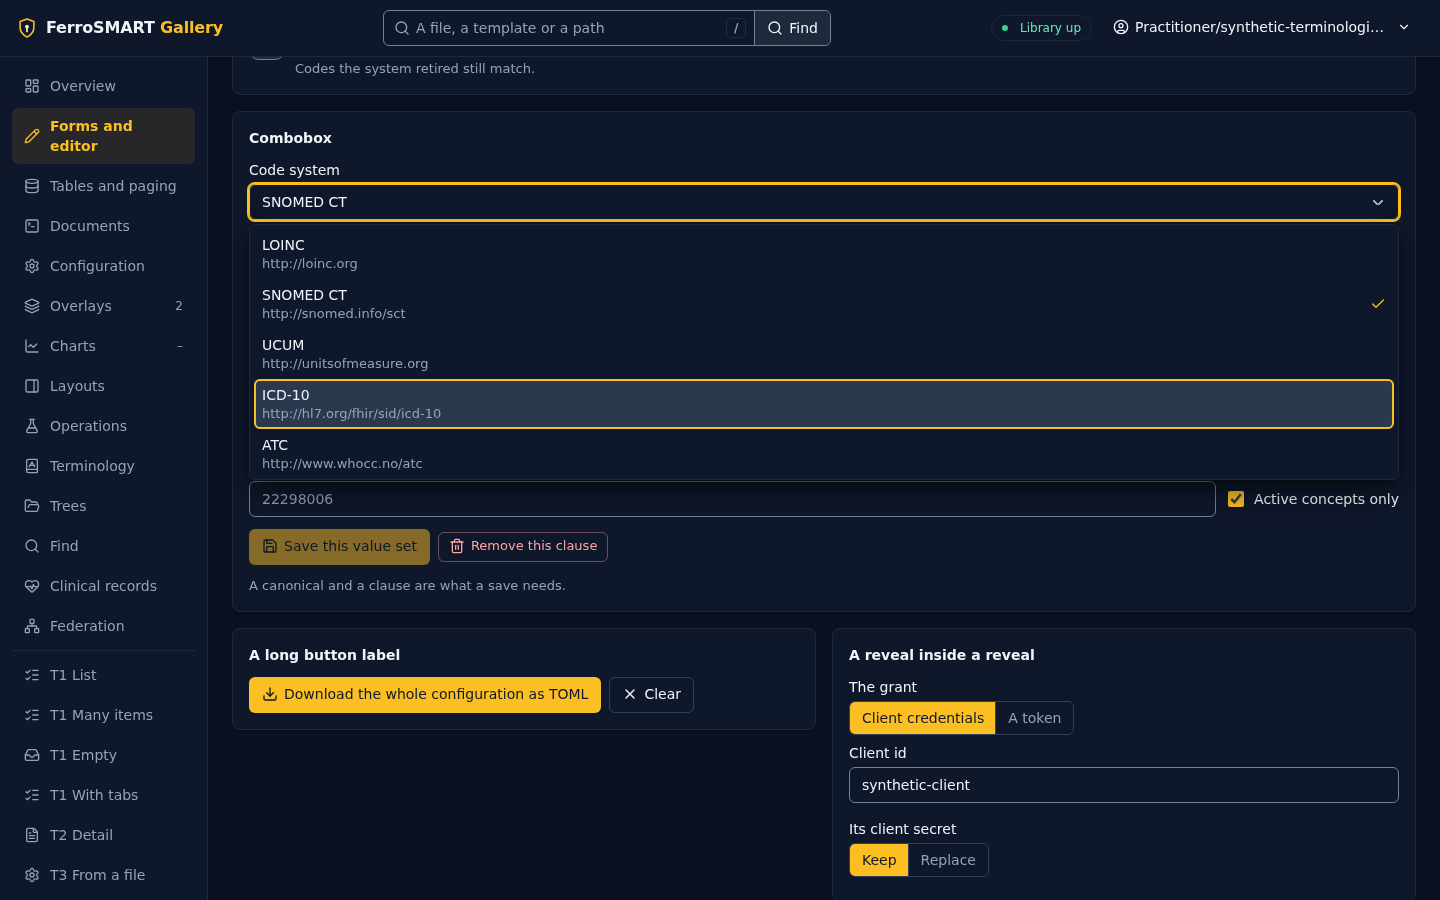 FerroSMART Gallery
A file, a template or a path
/
Find
Library up
Practitioner/synthetic-terminologi...
Overview
Forms and
editor
Tables and paging
Documents
Configuration
Overlays 2
Charts –
Layouts
Operations
Terminology
Trees
Find
Clinical records
Federation
T1 List
T1 Many items
T1 Empty
T1 With tabs
T2 Detail
T3 From a file
Codes the system retired still match.
Combobox
Code system
SNOMED CT
LOINC
http://loinc.org
SNOMED CT
http://snomed.info/sct
UCUM
http://unitsofmeasure.org
ICD-10
http://hl7.org/fhir/sid/icd-10
ATC
http://www.whocc.no/atc
22298006
Active concepts only
Save this value set
Remove this clause
A canonical and a clause are what a save needs.
A long button label
Download the whole configuration as TOML
Clear
A reveal inside a reveal
The grant
Client credentials
A token
Client id
synthetic-client
Its client secret
Keep
Replace